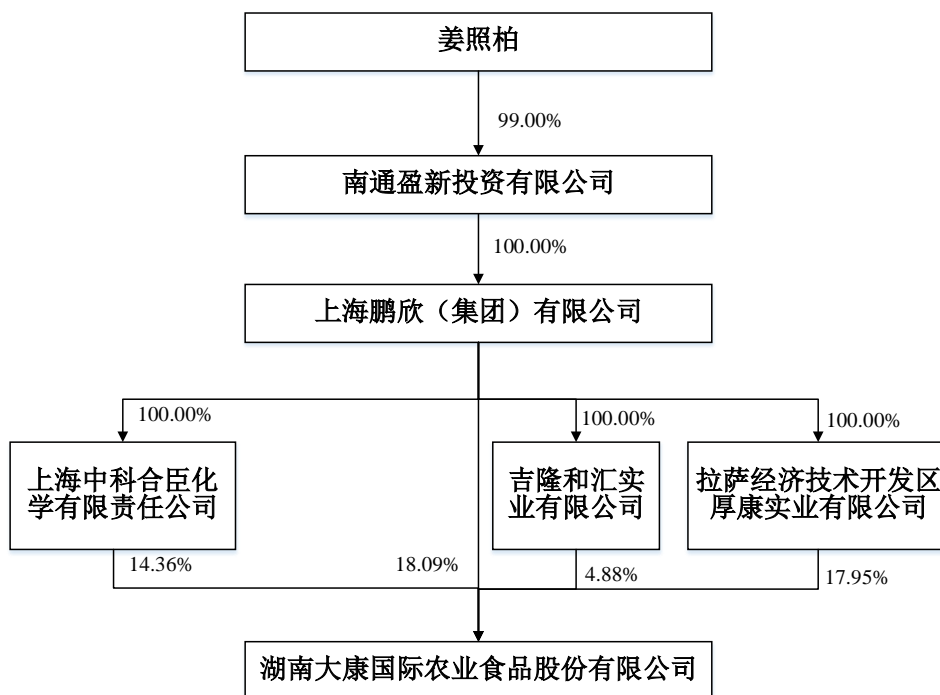 姜照柏
99.00%
南通盈新投资有限公司
100.00%
上海鹏欣（集团）有限公司
100.00%
100.00%
100.00%
上海中科合臣化
学有限责任公司
吉隆和汇实
业有限公司
拉萨经济技术开发区
厚康实业有限公司
14.36%
18.09%
4.88%
17.95%
湖南大康国际农业食品股份有限公司